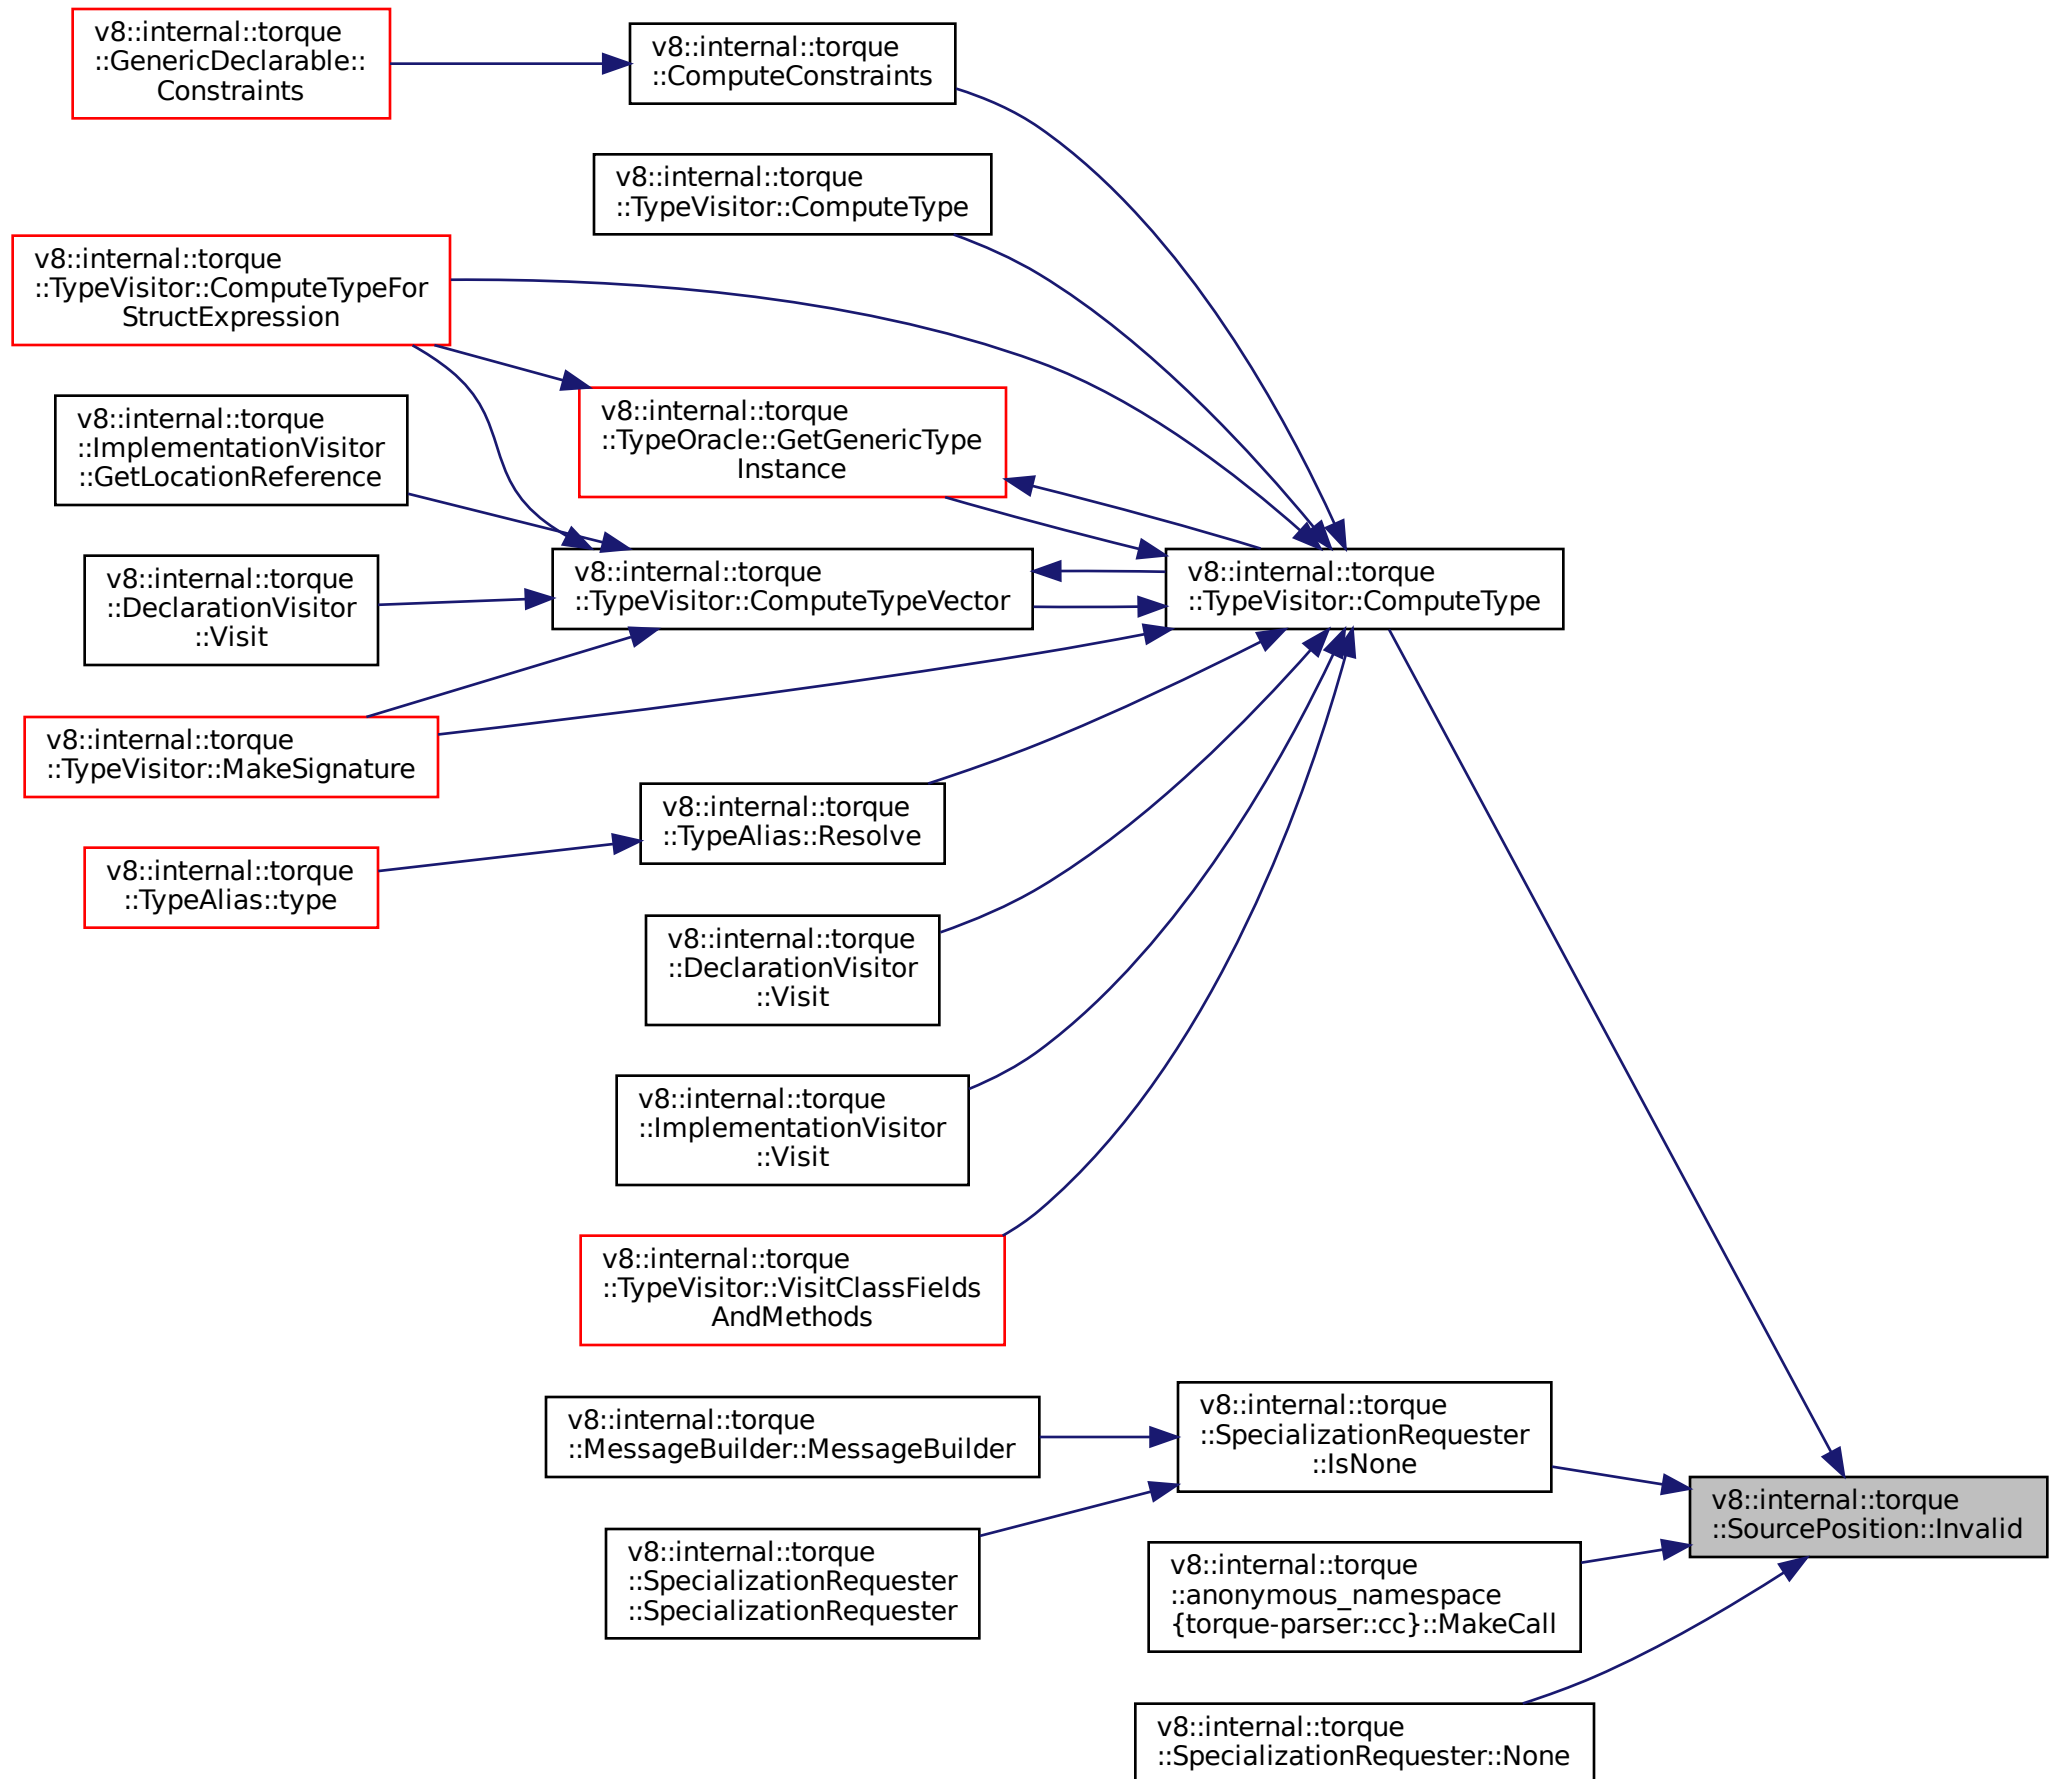 v8::internal::torque
::GenericDeclarable::
Constraints
v8::internal::torque
::ComputeConstraints
v8::internal::torque
::TypeVisitor::ComputeType
v8::internal::torque
::TypeVisitor::ComputeTypeFor
StructExpression
v8::internal::torque
::ImplementationVisitor
::GetLocationReference
v8::internal::torque
::TypeOracle::GetGenericType
Instance
v8::internal::torque
::DeclarationVisitor
::Visit
v8::internal::torque
::TypeVisitor::ComputeTypeVector
v8::internal::torque
::TypeVisitor::ComputeType
v8::internal::torque
::TypeVisitor::MakeSignature
v8::internal::torque
::TypeAlias::Resolve
v8::internal::torque
::TypeAlias::type
v8::internal::torque
::DeclarationVisitor
::Visit
v8::internal::torque
::ImplementationVisitor
::Visit
v8::internal::torque
::TypeVisitor::VisitClassFields
AndMethods
v8::internal::torque
::MessageBuilder::MessageBuilder
v8::internal::torque
::SpecializationRequester
::IsNone
v8::internal::torque
::SourcePosition::Invalid
v8::internal::torque
::SpecializationRequester
::SpecializationRequester
v8::internal::torque
::anonymous_namespace
{torque-parser::cc}::MakeCall
v8::internal::torque
::SpecializationRequester::None